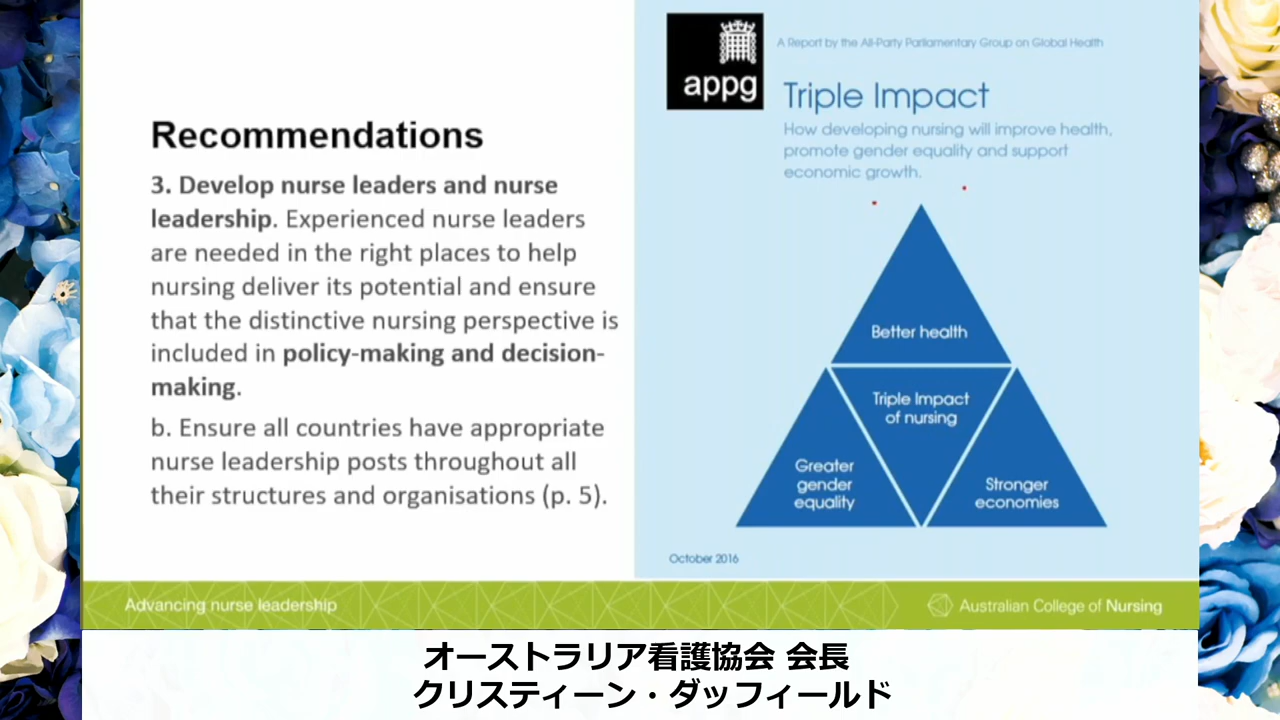 Recommendations
3. Develop nurse leaders and nurse
leadership. Experienced nurse leaders
are needed in the right places to help
nursing deliver its potential and ensure
that the distinctive nursing perspective is
included in policy-making and decision-
making.
b. Ensure all countries have appropriate
nurse leadership posts throughout all
their structures and organisations (p. 5).
appg
A Report by the All-Party Parliamentary Group on Global Health
Triple Impact
How developing nursing will improve health,
promote gender equality and support
economic growth.
Better health
Triple Impact
of nursing
Greater
gender
equality
Stronger
economies
October 2016
Advancing nurse leadership
Australian College of Nursing
オーストラリア看護協会 会長
クリスティーン・ダッフィールド